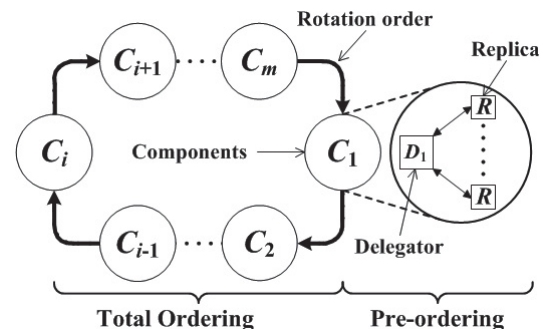 Rotation order
Replica
C_{i+1} .... C_m
R
C_i
Components
C_1
D_1
R
C_{i-1} ... C_2
Delegator
Total Ordering
Pre-ordering